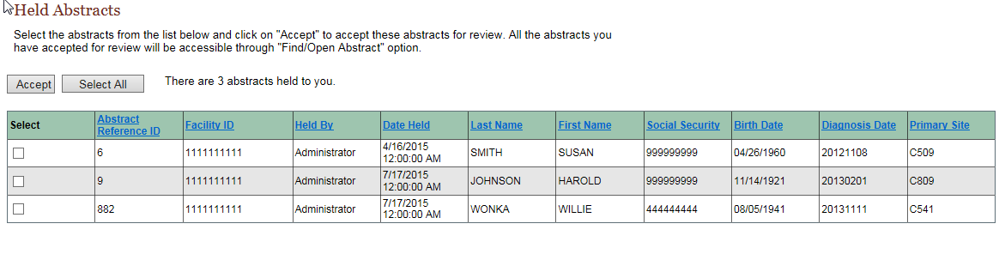 Held Abstracts
Select the abstracts from the list below and click on "Accept" to accept these abstracts for review. All the abstracts you
have accepted for review will be accessible through "Find/Open Abstract" option.
Accept Select All There are 3 abstracts held to you.
Select Abstract Reference ID Facility ID Held By Date Held Last Name First Name Social Security Birth Date Diagnosis Date Primary Site
6 1111111111 Administrator 4/16/2015 12:00:00 AM SMITH SUSAN 999999999 04/26/1960 20121108 C509
9 1111111111 Administrator 7/17/2015 12:00:00 AM JOHNSON HAROLD 999999999 11/14/1921 20130201 C809
882 1111111111 Administrator 7/17/2015 12:00:00 AM WONKA WILLIE 444444444 08/05/1941 20131111 C541